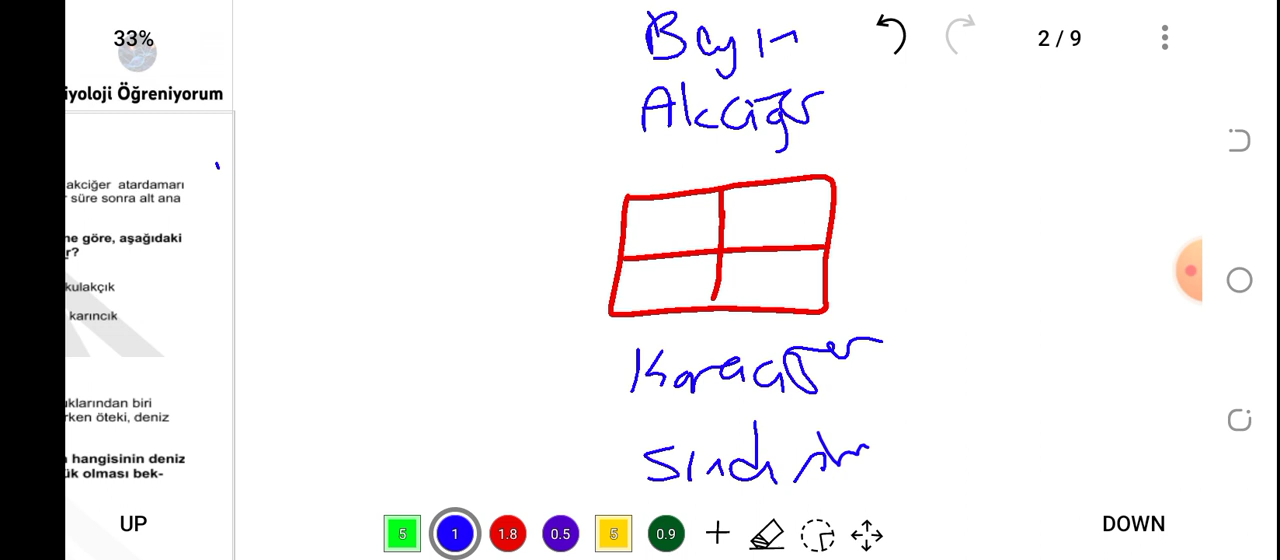 33%
iyoloji Öğreniyorum
akciğer atardamarı
süre sonra alt ana
ne göre, aşağıdaki
r?
kulakçık
karıncık
uklarından biri
rken öteki, deniz
hangisinin deniz
ük olması bek-
UP
Beyin
Akciğer
Karaciğer
Sindirim
2 / 9
5
1
1.8
0.5
5
0.9
DOWN